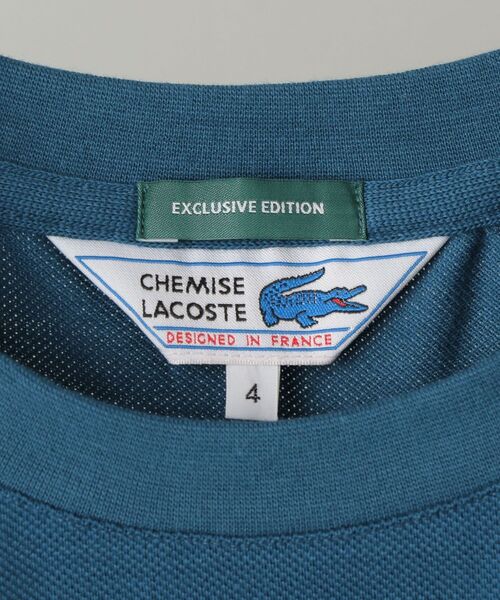 EXCLUSIVE EDITION
CHEMISE
LACOSTE
DESIGNED IN FRANCE
4